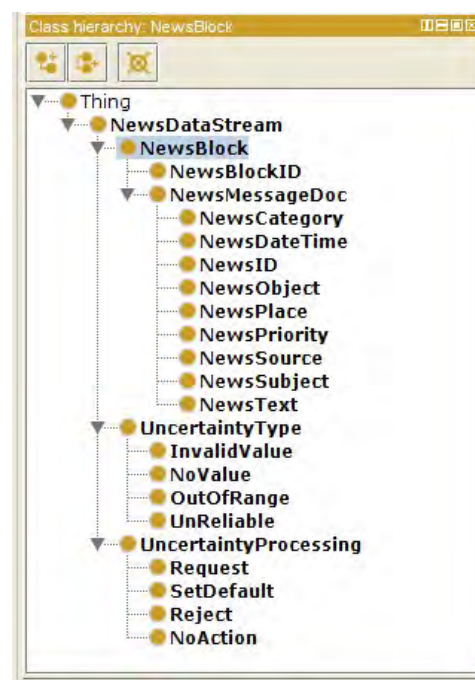 Class hierarchy: NewsBlock
Thing
NewsDataStream
NewsBlock
NewsBlockID
NewsMessageDoc
NewsCategory
NewsDateTime
NewsID
NewsObject
NewsPlace
NewsPriority
NewsSource
NewsSubject
NewsText
UncertaintyType
InvalidValue
NoValue
OutOfRange
UnReliable
UncertaintyProcessing
Request
SetDefault
Reject
NoAction